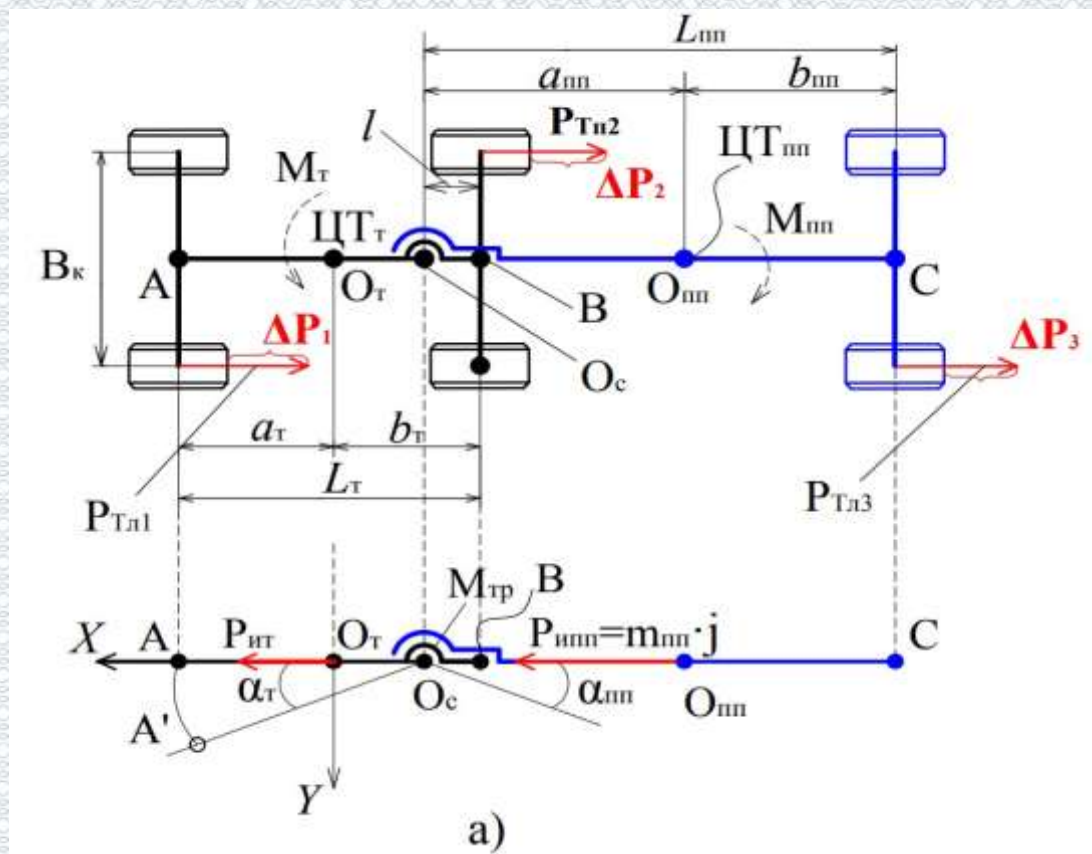 Lпп
aпп
bпп
l
PТп2
ЦТпп
ΔP2
Mт
ЦТт
Mпп
Bк
A
Oт
B
Oпп
C
ΔP1
Oс
ΔP3
aт
bт
Lт
PТл1
PТл3
Mтр
B
X
A
Pит
Oт
Pипп=mпп·j
C
αт
Oс
αпп
Oпп
A'
Y
а)